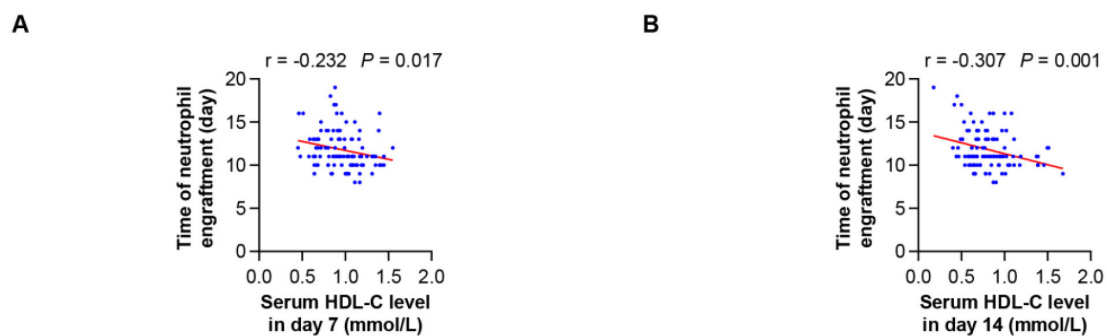 A
B
r = -0.232 P = 0.017
Time of neutrophil
engraftment (day)
20
15
10
5
0
0.0 0.5 1.0 1.5 2.0
Serum HDL-C level
in day 7 (mmol/L)
r = -0.307 P = 0.001
Time of neutrophil
engraftment (day)
20
15
10
5
0
0.0 0.5 1.0 1.5 2.0
Serum HDL-C level
in day 14 (mmol/L)